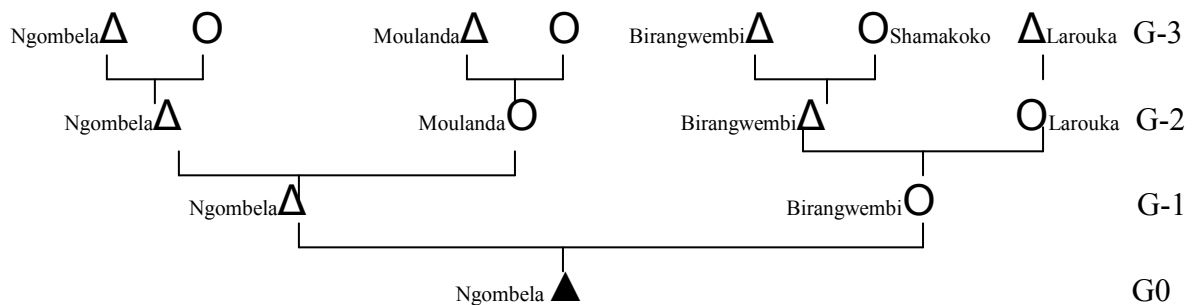 Ngombela Moulanda Birangwembi Shamakoko Larouka G-3
Ngombela Moulanda Birangwembi Larouka G-2
Ngombela Birangwembi G-1
Ngombela G0